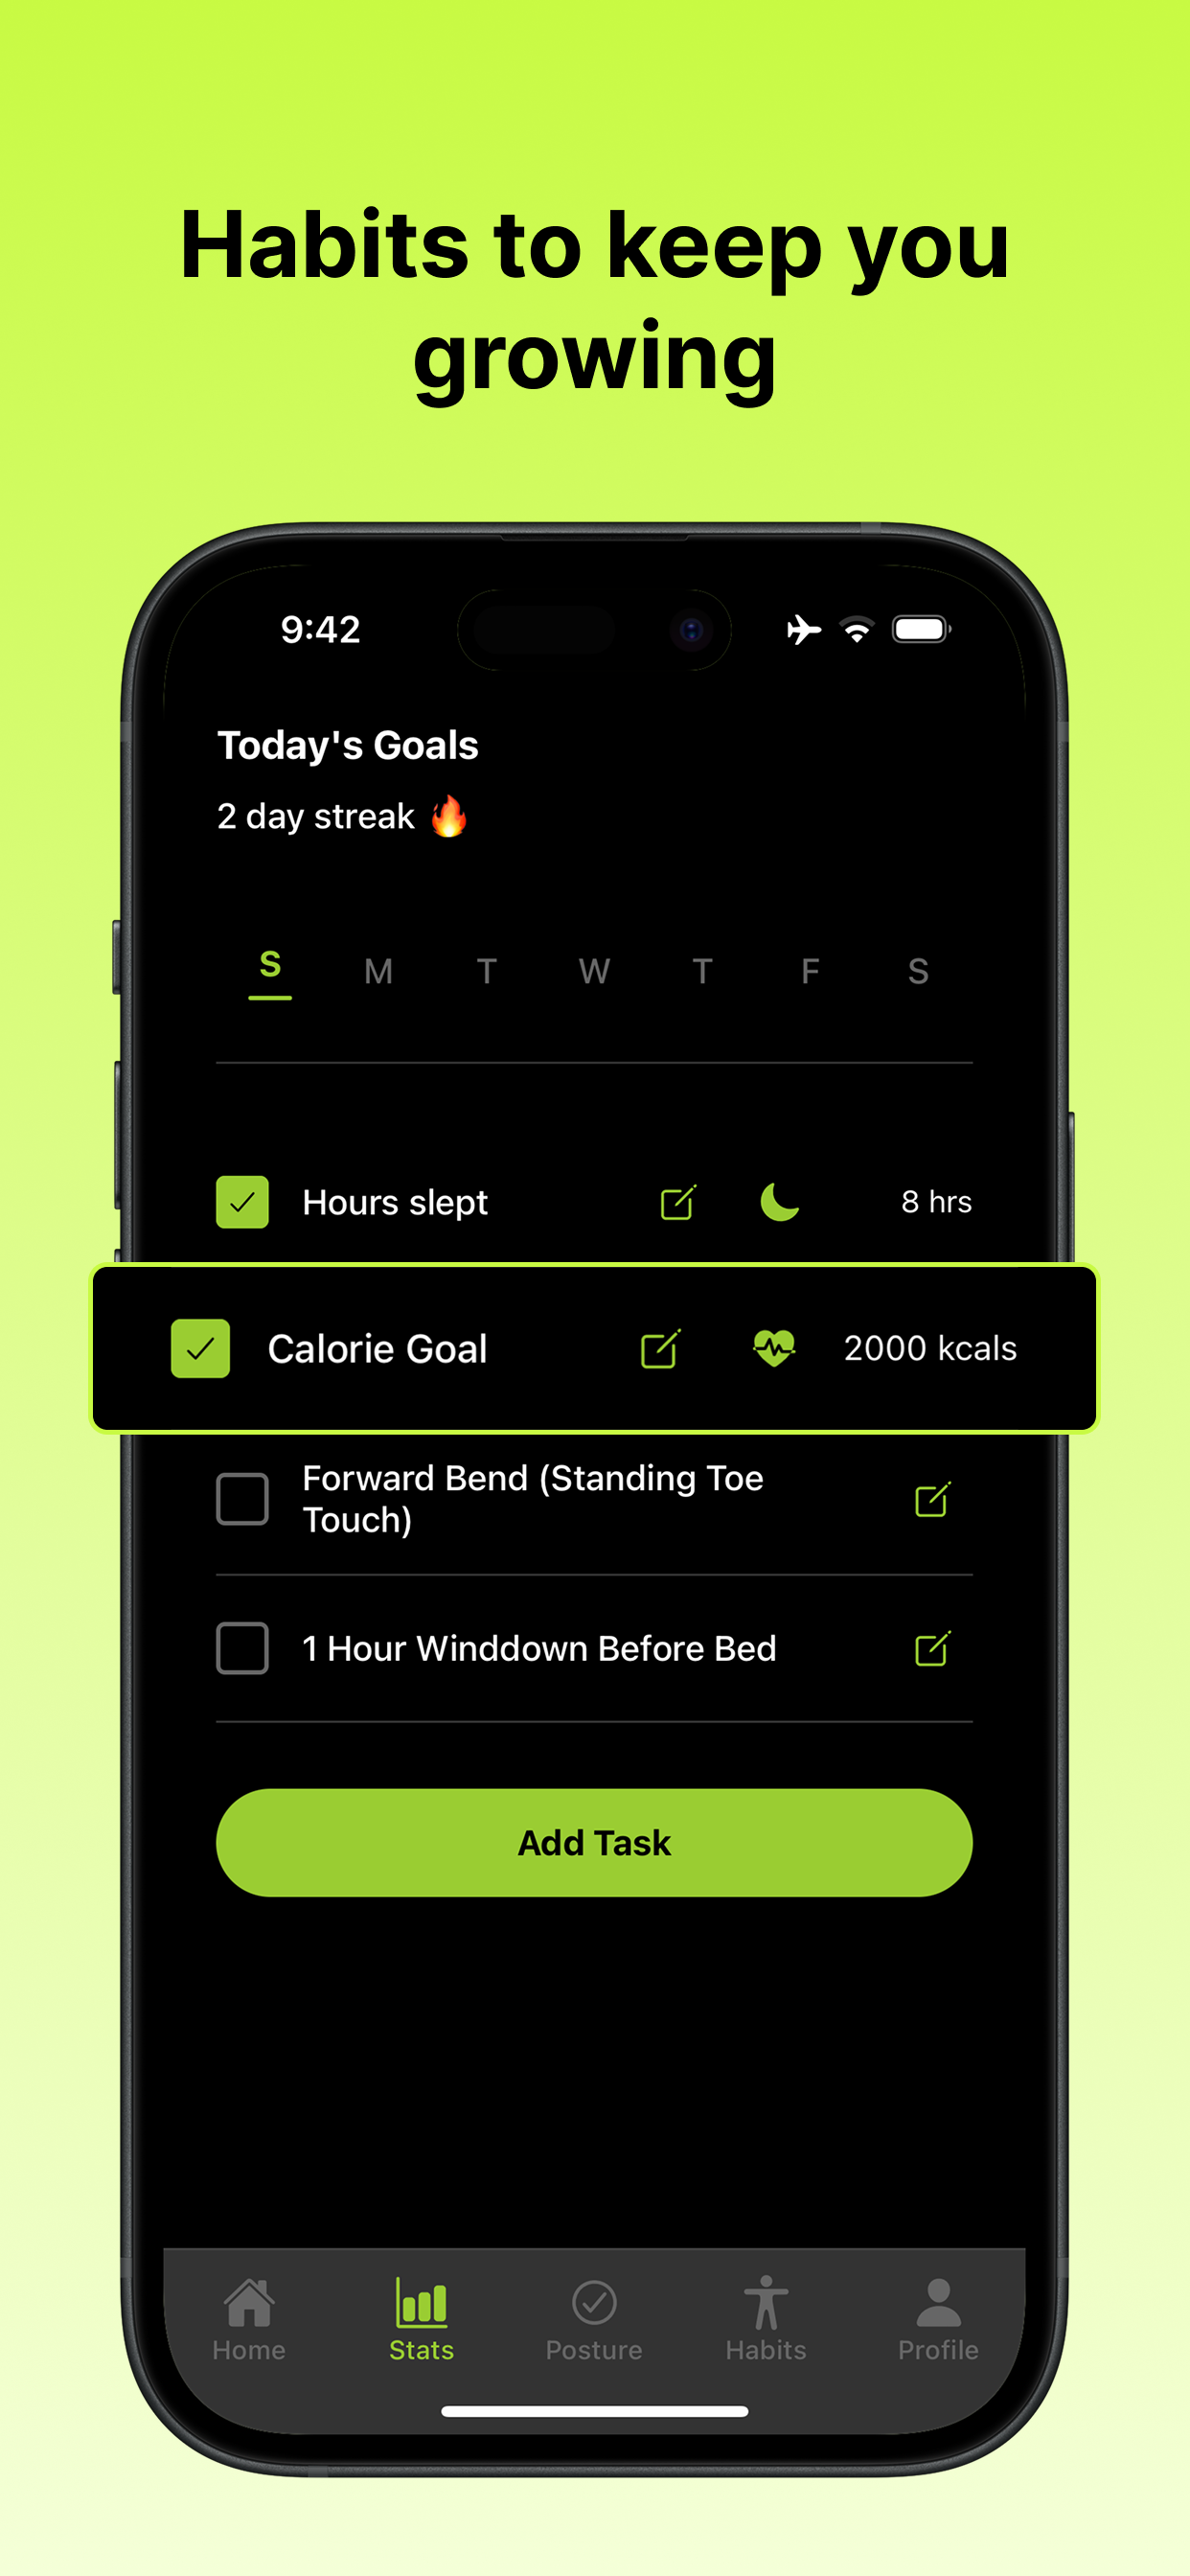 Habits to keep you
growing
9:42
Today's Goals
2 day streak 🔥
S M T W T F S
Hours slept 8 hrs
Calorie Goal 2000 kcals
Forward Bend (Standing Toe
Touch)
1 Hour Winddown Before Bed
Add Task
Home Stats Posture Habits Profile